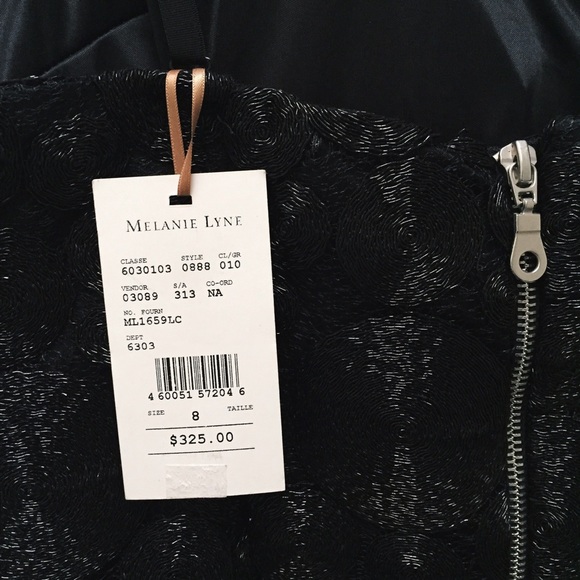 MELANIE LYNE
CLASSE STYLE CL/GR
6030103 0888 010
VENDOR S/A CO-ORD
03089 313 NA
NO. FOURN
ML1659LC
DEPT
6303
4 60051 57204 6
SIZE 8 TAILLE
$325.00